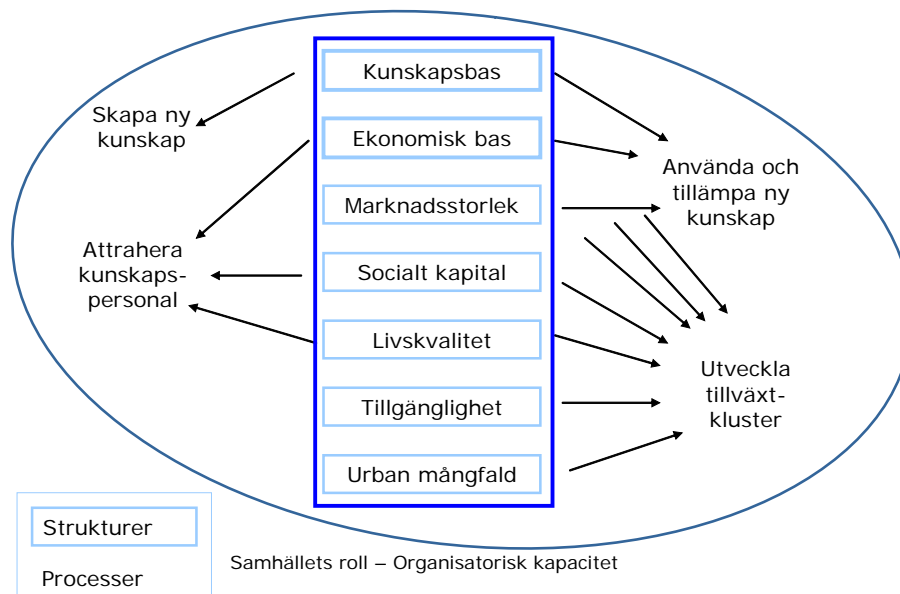 Kunskapsbas
Skapa ny
kunskap
Ekonomisk bas
Använda och
tillämpa ny
kunskap
Marknadsstorlek
Attrahera
kunskaps-
personal
Socialt kapital
Livskvalitet
Utveckla
tillväxt-
kluster
Tillgänglighet
Urban mångfald
Strukturer
Processer
Samhällets roll – Organisatorisk kapacitet